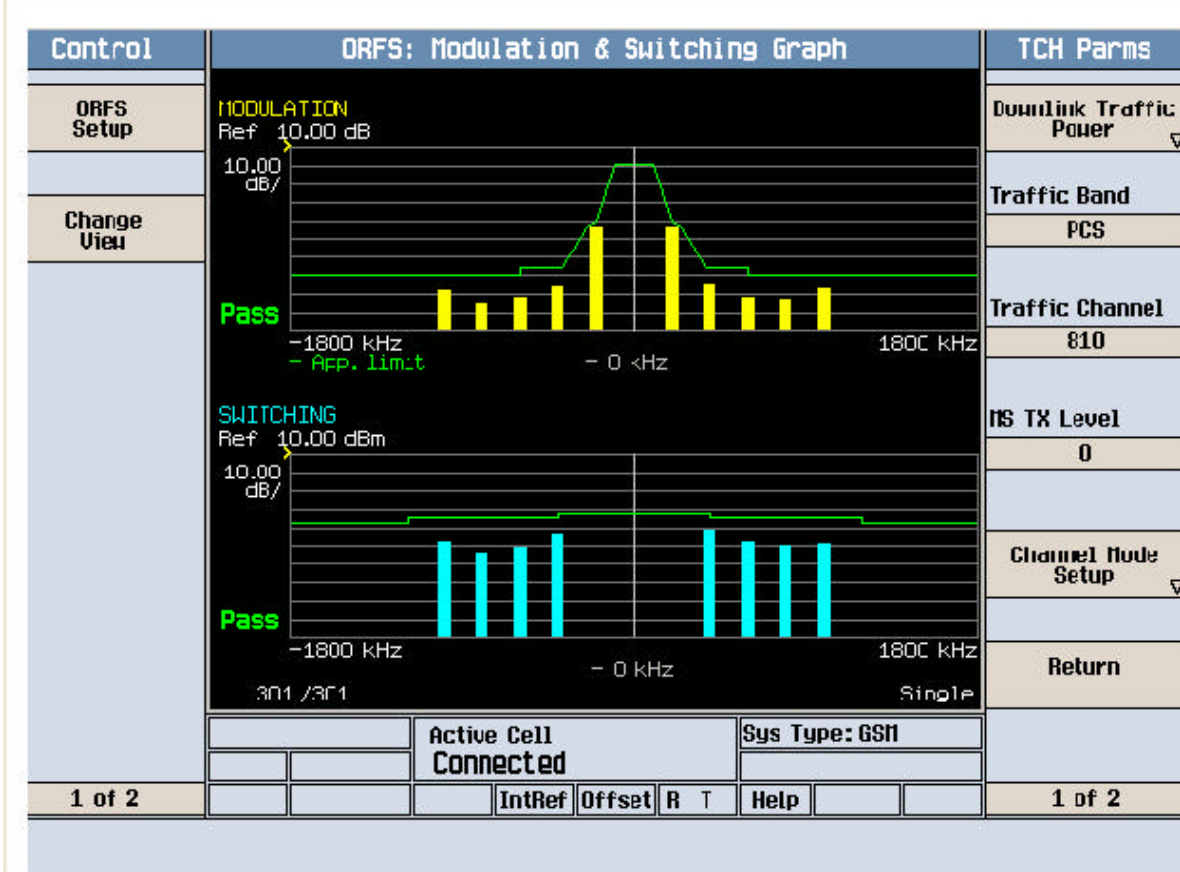 Control
ORFS: Modulation & Switching Graph
TCH Parms
ORFS
Setup
Change
View
1 of 2
MODULATION
Ref 10.00 dB
10.00
dB/
Pass
-1800 kHz
1800 kHz
- App. limit
- 0 kHz
SWITCHING
Ref 10.00 dBm
10.00
dB/
Pass
-1800 kHz
1800 kHz
- 0 kHz
301 /301
Single
Active Cell
Connected
Sys Type: GSM
IntRef
Offset
R T
Help
Downlink Traffic
Power
Traffic Band
PCS
Traffic Channel
810
MS TX Level
0
Channel Mode
Setup
Return
1 of 2